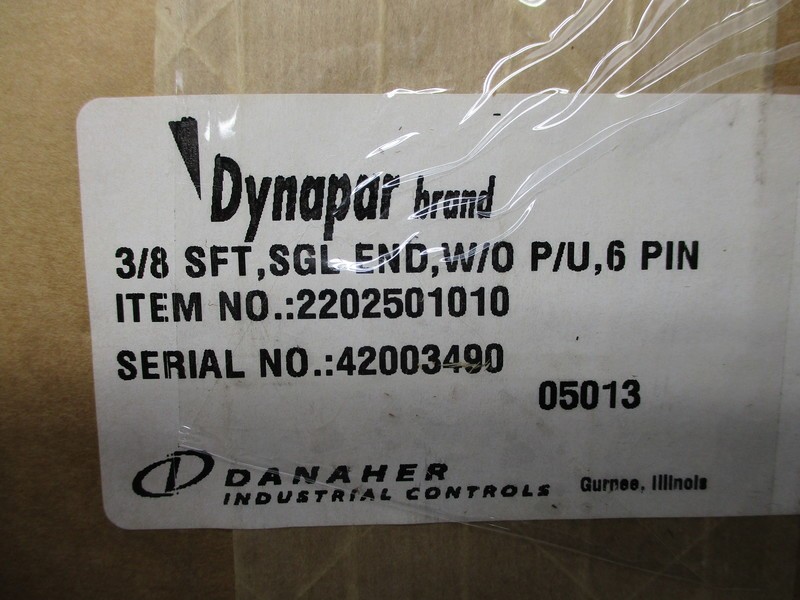 Dynapar brand
3/8 SFT,SGL END,W/O P/U,6 PIN
ITEM NO.:2202501010
SERIAL NO.:42003490
05013
DANAHER
INDUSTRIAL CONTROLS
Gurnee, Illinois